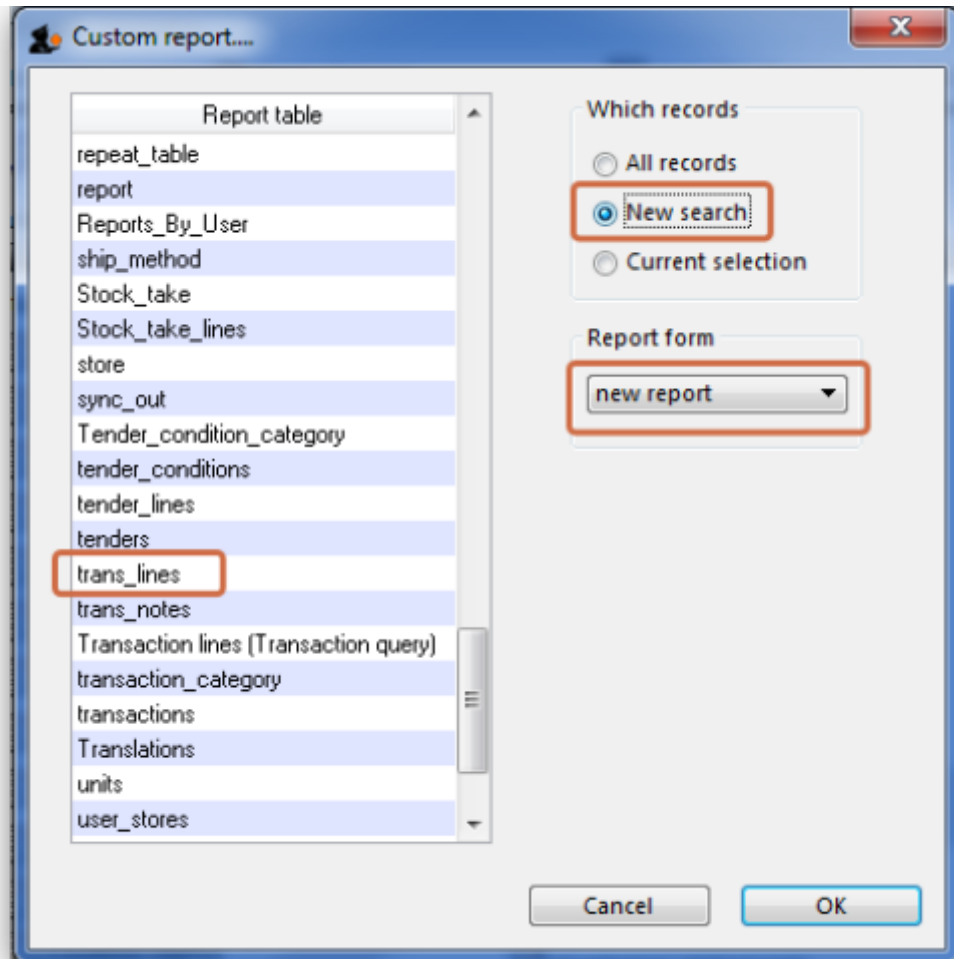 Custom report....
Report table
repeat_table
report
Reports_By_User
ship_method
Stock_take
Stock_take_lines
store
sync_out
Tender_condition_category
tender_conditions
tender_lines
tenders
trans_lines
trans_notes
Transaction lines (Transaction query)
transaction_category
transactions
Translations
units
user_stores
Which records
All records
New search
Current selection
Report form
new report
Cancel
OK